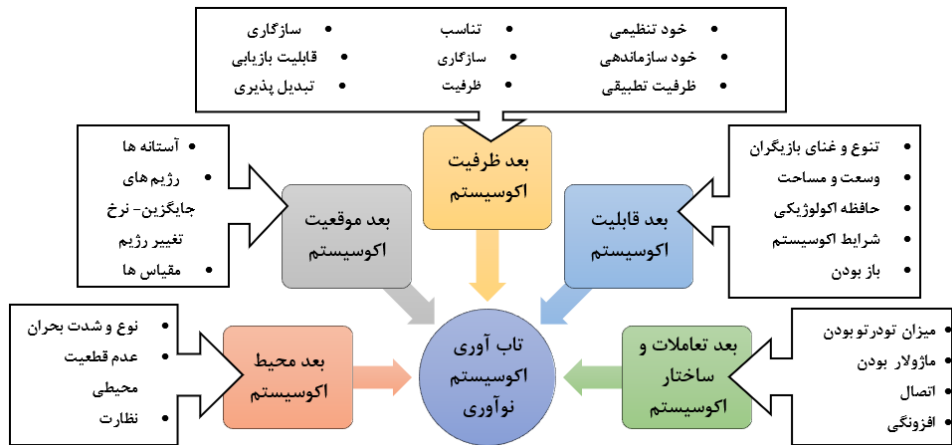 • خود تنظیمی
• خود سازماندهی
• ظرفیت تطبیقی
• تناسب
• سازگاری
• ظرفیت
• سازگاری
• قابلیت بازیابی
• تبدیل پذیری
بعد ظرفیت
اکوسیستم
• تنوع و غنای بازیگران
• وسعت و مساحت
• حافظه اکولوژیکی
• شرایط اکوسیستم
• باز بودن
بعد قابلیت
اکوسیستم
بعد موقعیت
اکوسیستم
• آستانه ها
• رژیم های
جایگزین- نرخ
تغییر رژیم
• مقیاس ها
• میزان تودرتو بودن
• ماژولار بودن
• اتصال
• افزونگی
بعد تعاملات و
ساختار
اکوسیستم
تاب آوری
اکوسیستم
نوآوری
بعد محیط
اکوسیستم
• نوع و شدت بحران
• عدم قطعیت
محیطی
• نظارت